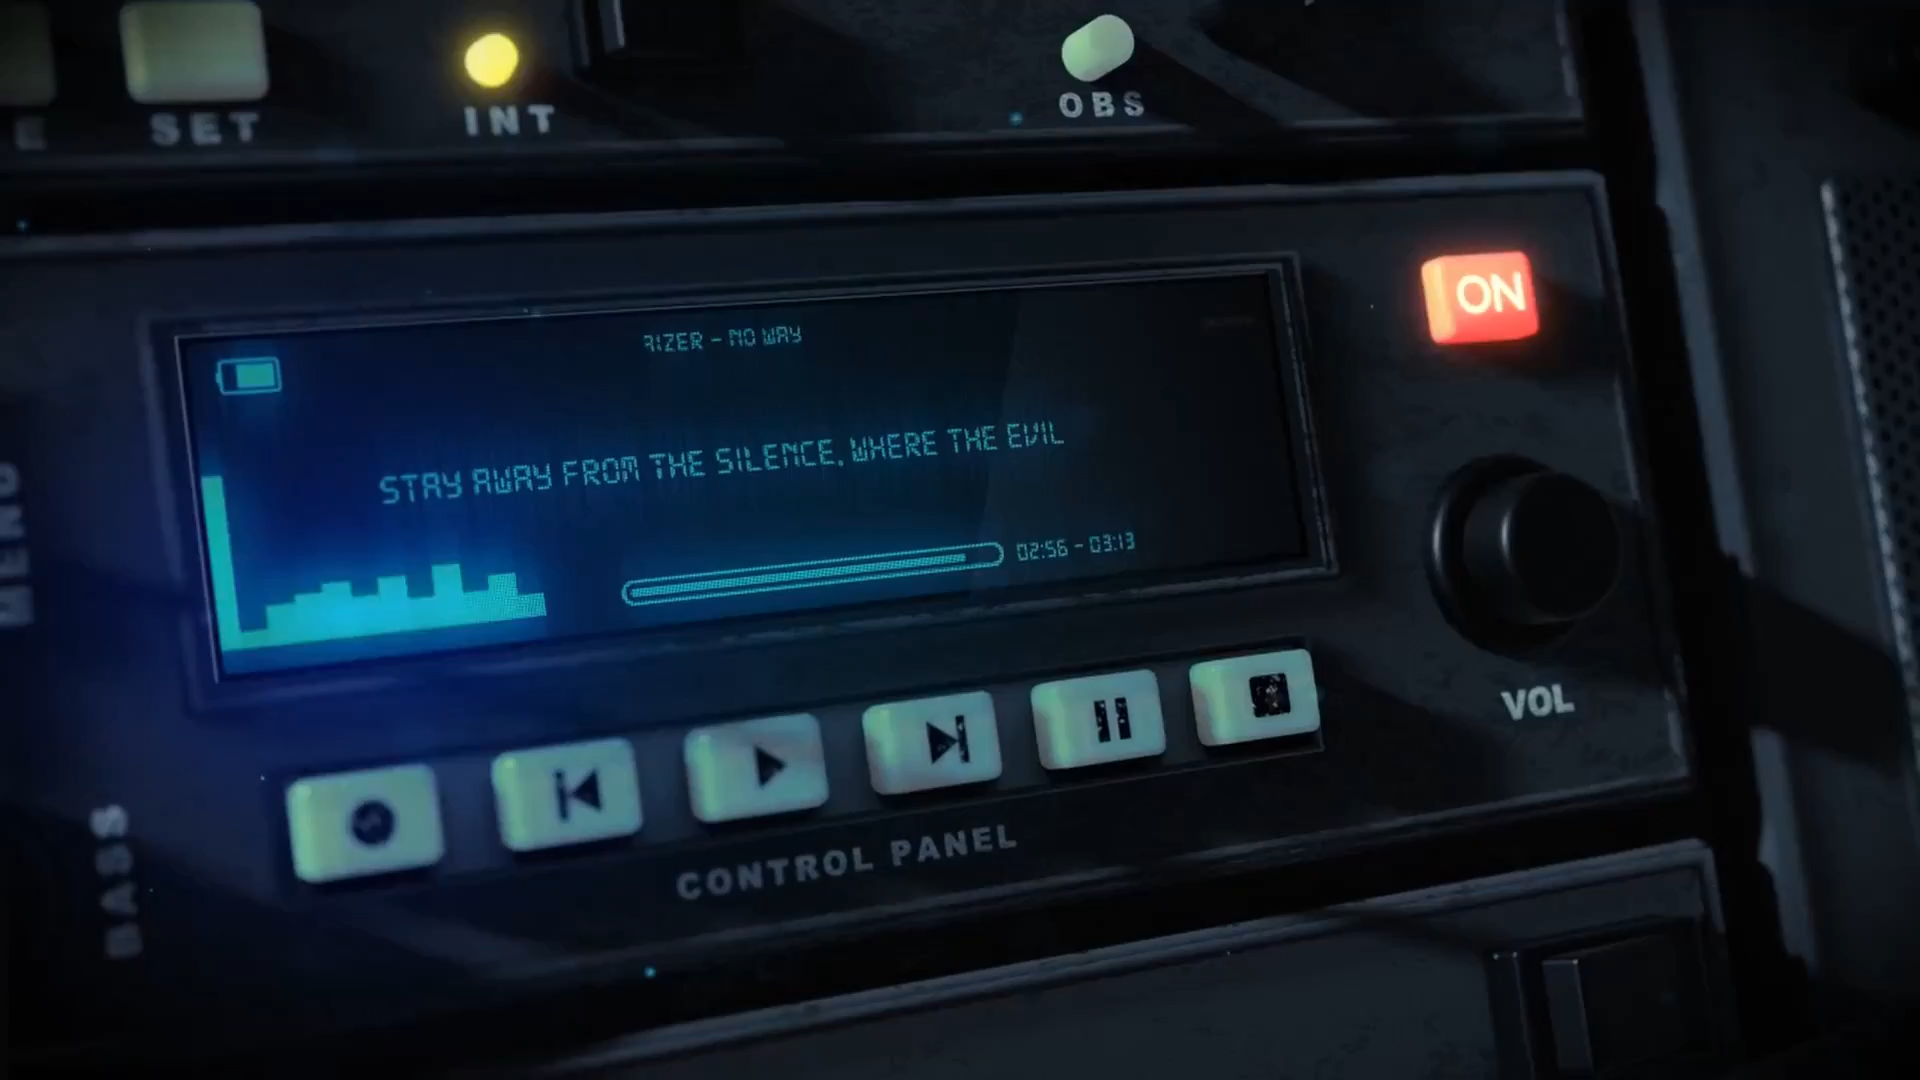 E
SET
INT
OBS
ON
RIZER - NO WAY
STAY AWAY FROM THE SILENCE, WHERE THE EVIL
02:56 - 03:13
VOL
CONTROL PANEL
MENU
BASS